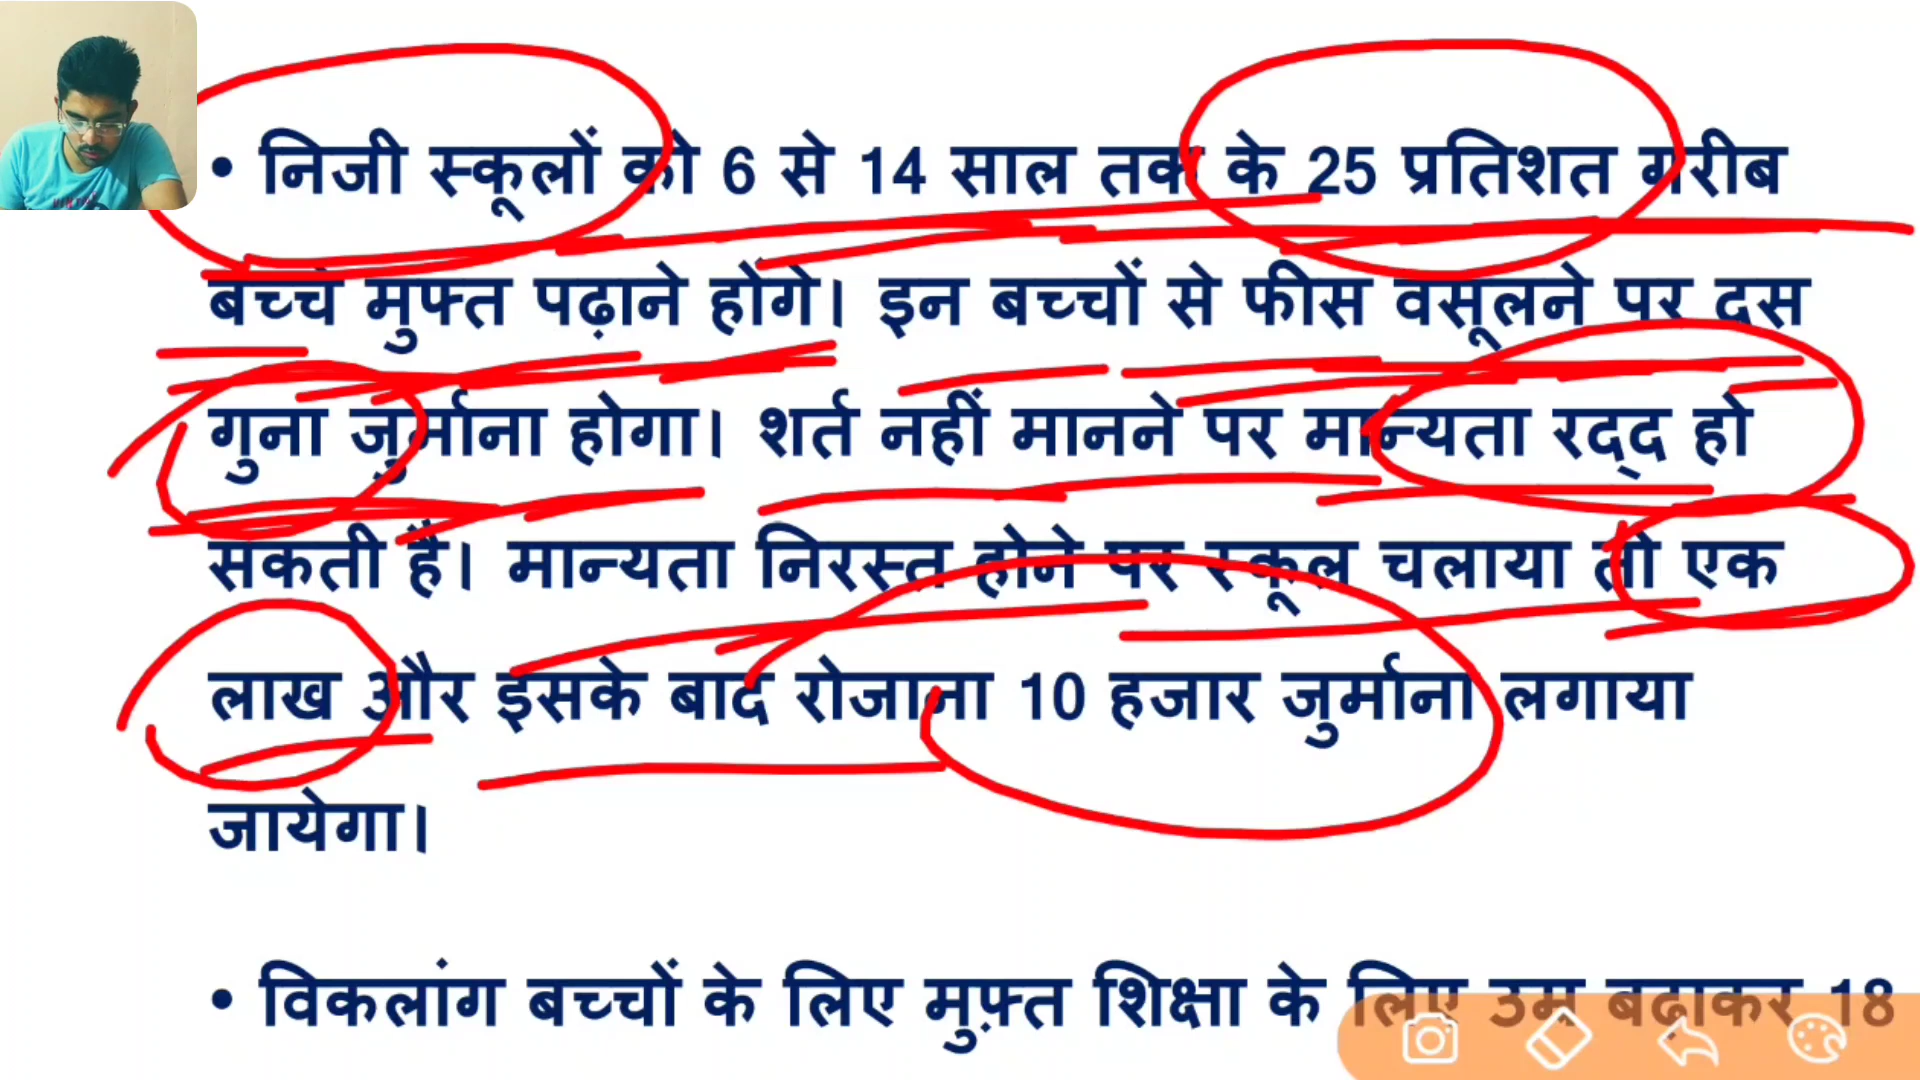 • निजी स्कूलों को 6 से 14 साल तक के 25 प्रतिशत गरीब
बच्चे मुफ्त पढ़ाने होंगे। इन बच्चों से फीस वसूलने पर दस
गुना जुर्माना होगा। शर्त नहीं मानने पर मान्यता रद्द हो
सकती है। मान्यता निरस्त होने पर स्कूल चलाया तो एक
लाख और इसके बाद रोजाना 10 हजार जुर्माना लगाया
जायेगा।
• विकलांग बच्चों के लिए मुफ़्त शिक्षा के लिए उम्र बढ़ाकर 18